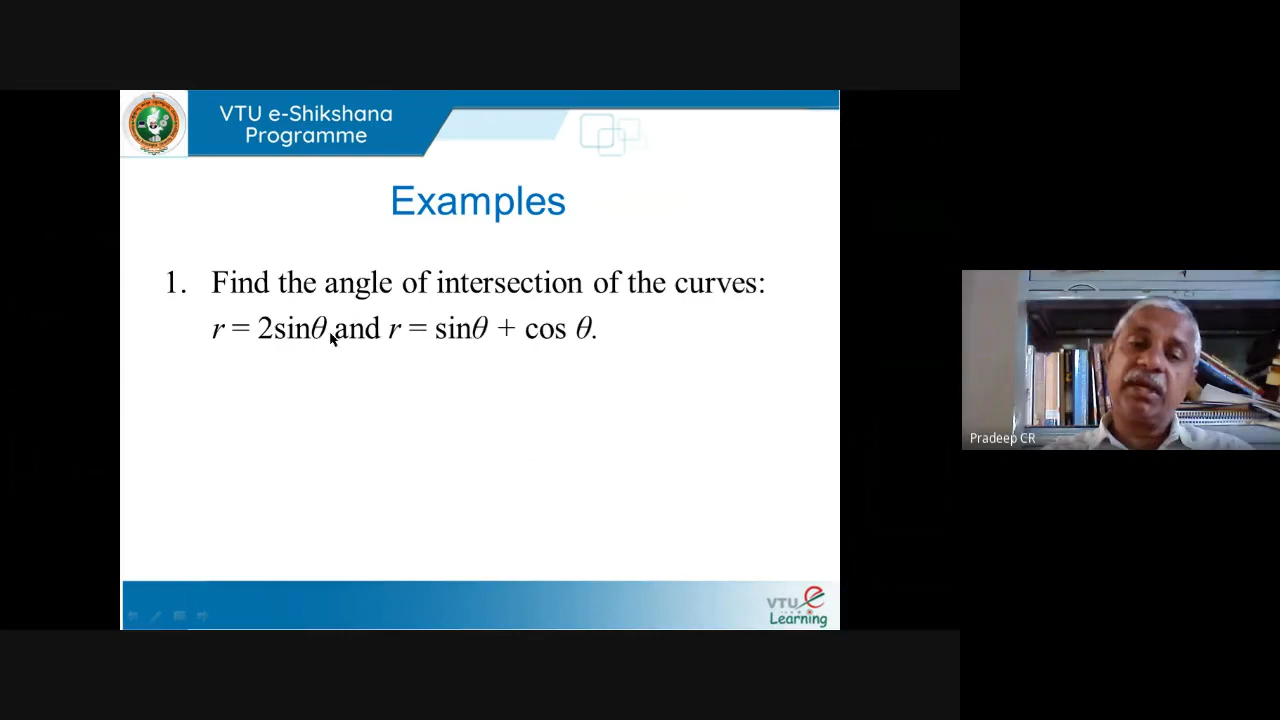 VTU e-Shikshana
Programme
Examples
1. Find the angle of intersection of the curves:
r = 2sinθ and r = sinθ + cos θ.
Pradeep CR
VTU e
Learning